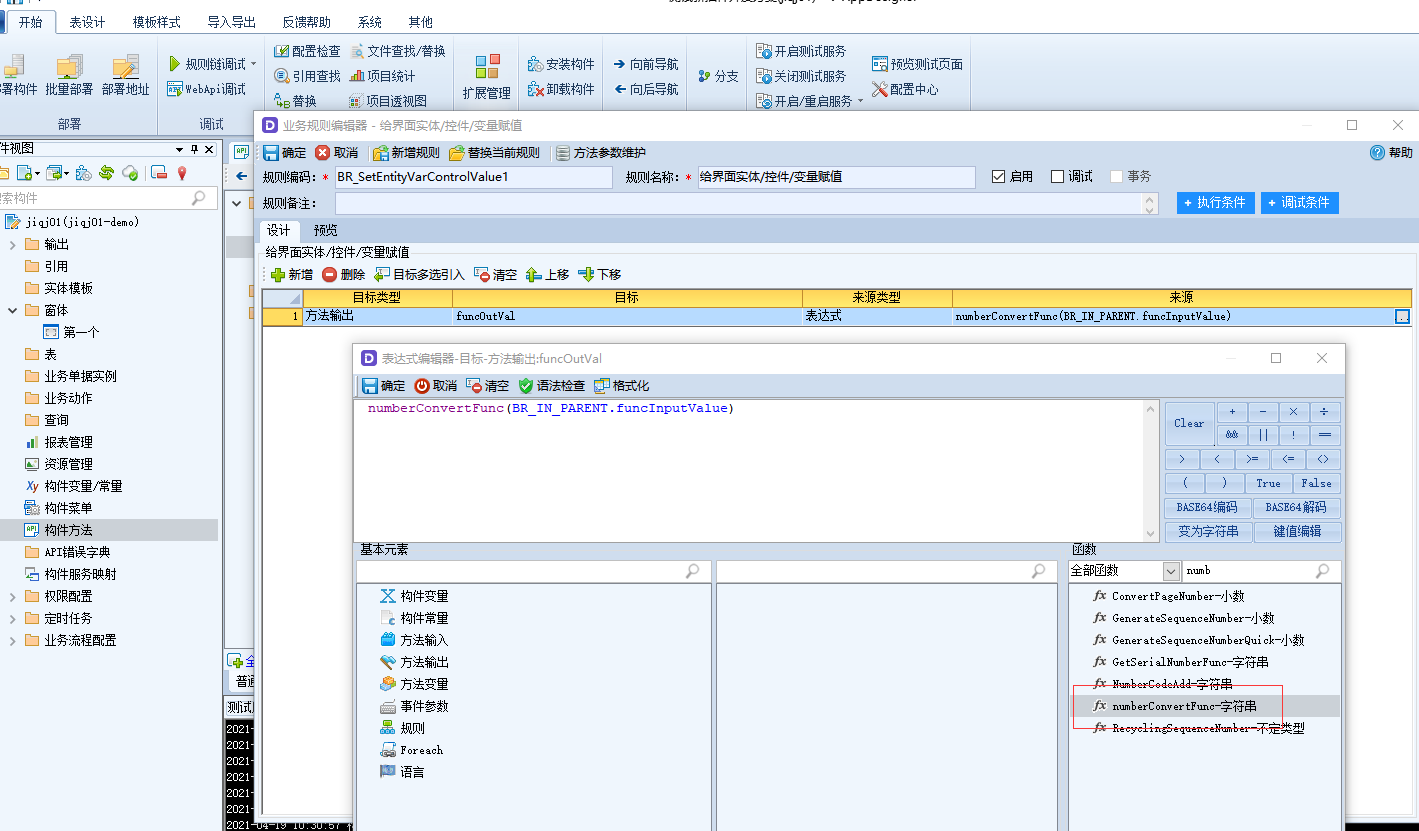 开始 表设计 模板样式 导入导出 反馈帮助 系统 其他
署构件 批量部署 部署地址
部署
规则链调试
WebApi调试
调试
配置检查 文件查找/替换
引用查找 项目统计
替换 项目透视图
扩展管理
安装构件
卸载构件
向前导航
向后导航
分支
开启测试服务
关闭测试服务
开启/重启服务
预览测试页面
配置中心
件视图
索构件
jiqj01(jiqj01-demo)
输出
引用
实体模板
窗体
第一个
表
业务单据实例
业务动作
查询
报表管理
资源管理
构件变量/常量
构件菜单
构件方法
API错误字典
构件服务映射
权限配置
定时任务
业务流程配置
业务规则编辑器 - 给界面实体/控件/变量赋值
确定 取消 新增规则 替换当前规则 方法参数维护 帮助
规则编码: * BR_SetEntityVarControlValue1 规则名称: * 给界面实体/控件/变量赋值 启用 调试 事务
规则备注: + 执行条件 + 调试条件
设计 预览
给界面实体/控件/变量赋值
新增 删除 目标多选引入 清空 上移 下移
目标类型 目标 来源类型 来源
1 方法输出 funcOutVal 表达式 numberConvertFunc(BR_IN_PARENT.funcInputValue)
表达式编辑器-目标-方法输出:funcOutVal
确定 取消 清空 语法检查 格式化
numberConvertFunc(BR_IN_PARENT.funcInputValue)
Clear + - × ÷
&& || ! ==
> < >= <= <>
( ) True False
BASE64编码 BASE64解码
变为字符串 键值编辑
基本元素 函数
全部函数 numb
构件变量
构件常量
方法输入
方法输出
方法变量
事件参数
规则
Foreach
语言
fx ConvertPageNumber-小数
fx GenerateSequenceNumber-小数
fx GenerateSequenceNumberQuick-小数
fx GetSerialNumberFunc-字符串
fx NumberCodeAdd-字符串
fx numberConvertFunc-字符串
fx RecyclingSequenceNumber-不定类型
普通
测试
2021-
2021-
2021-
2021-
2021-
2021-
2021-04-19 10:30:57